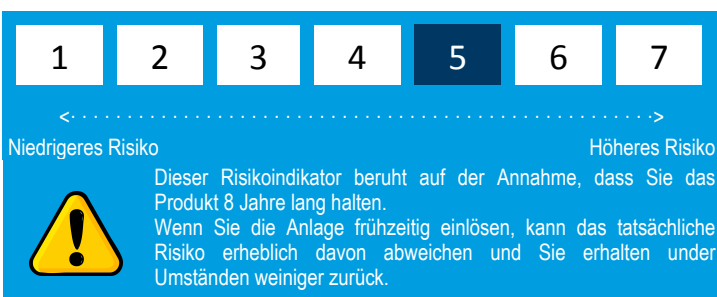 1 2 3 4 5 6 7
<· · · · · · · · · · · · · · · · · · · · · · · · · · · · · · · · · · · · · · · · · · · · · · · · · · · ·>
Niedrigeres Risiko Höheres Risiko
Dieser Risikoindikator beruht auf der Annahme, dass Sie das
Produkt 8 Jahre lang halten.
Wenn Sie die Anlage frühzeitig einlösen, kann das tatsächliche
Risiko erheblich davon abweichen und Sie erhalten under
Umständen weiniger zurück.
!